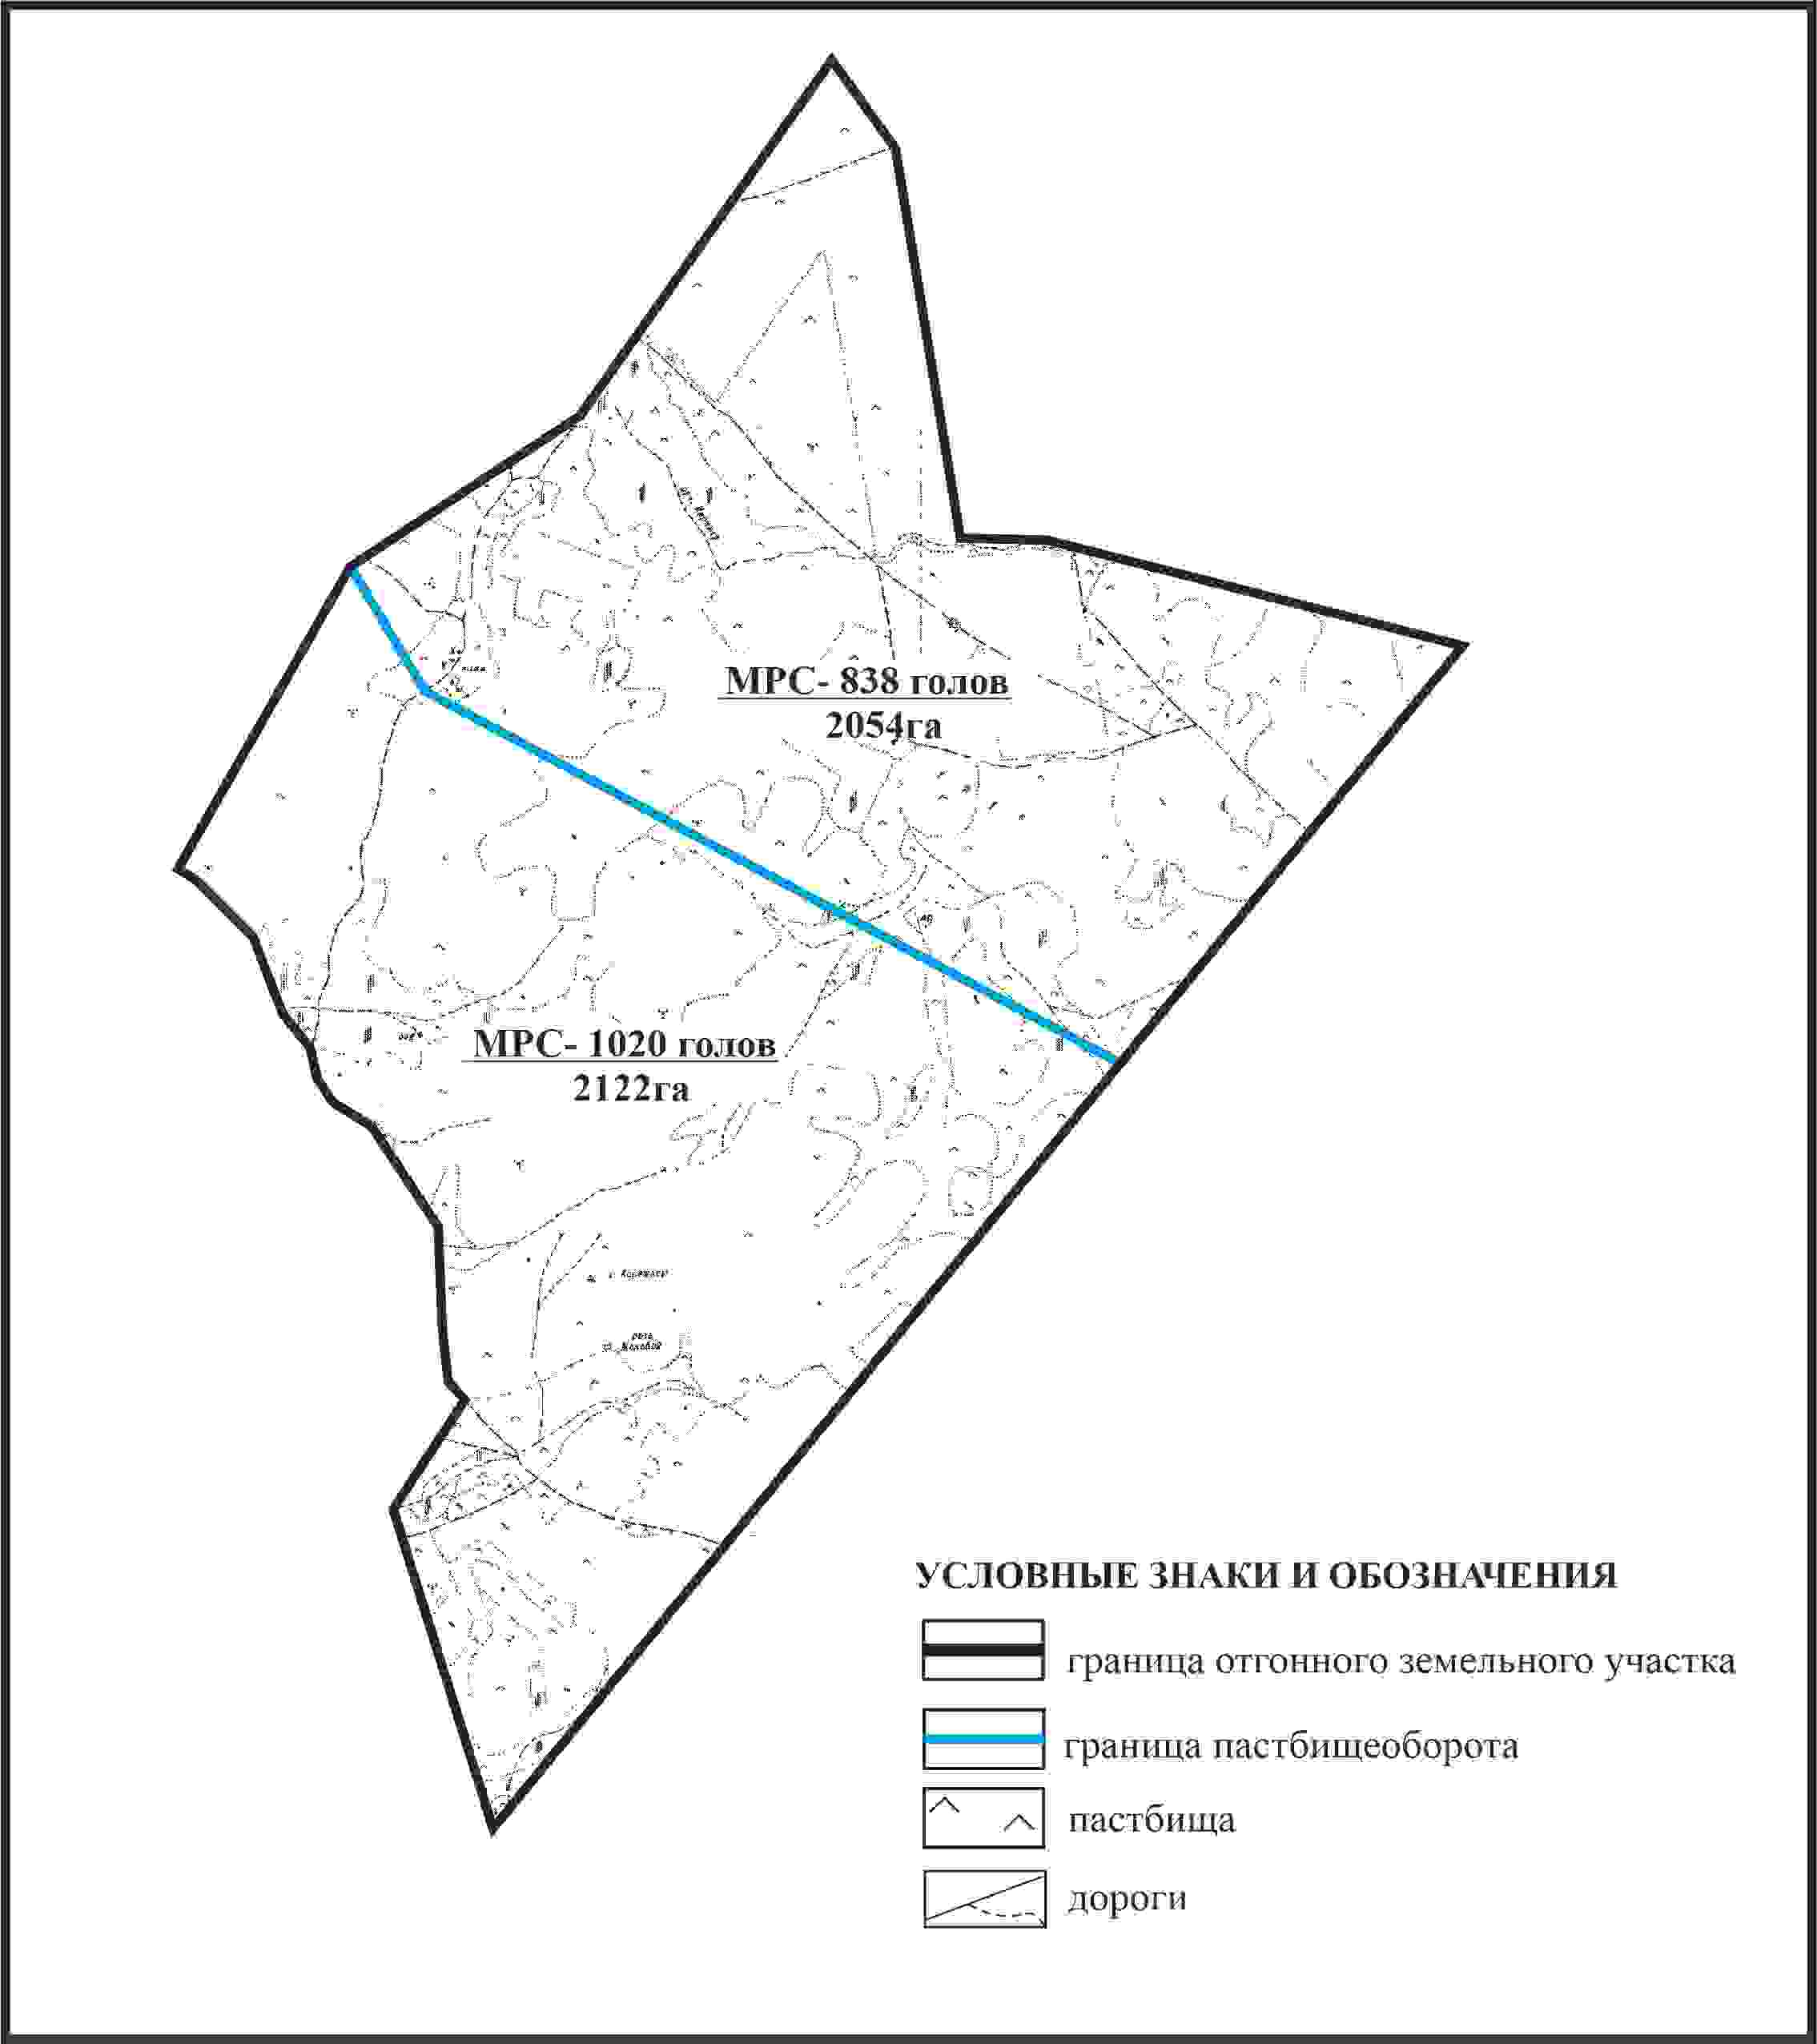 МРС- 838 голов
2054га
МРС- 1020 голов
2122га
УСЛОВНЫЕ ЗНАКИ И ОБОЗНАЧЕНИЯ
граница отгонного земельного участка
граница пастбищеоборота
пастбища
дороги